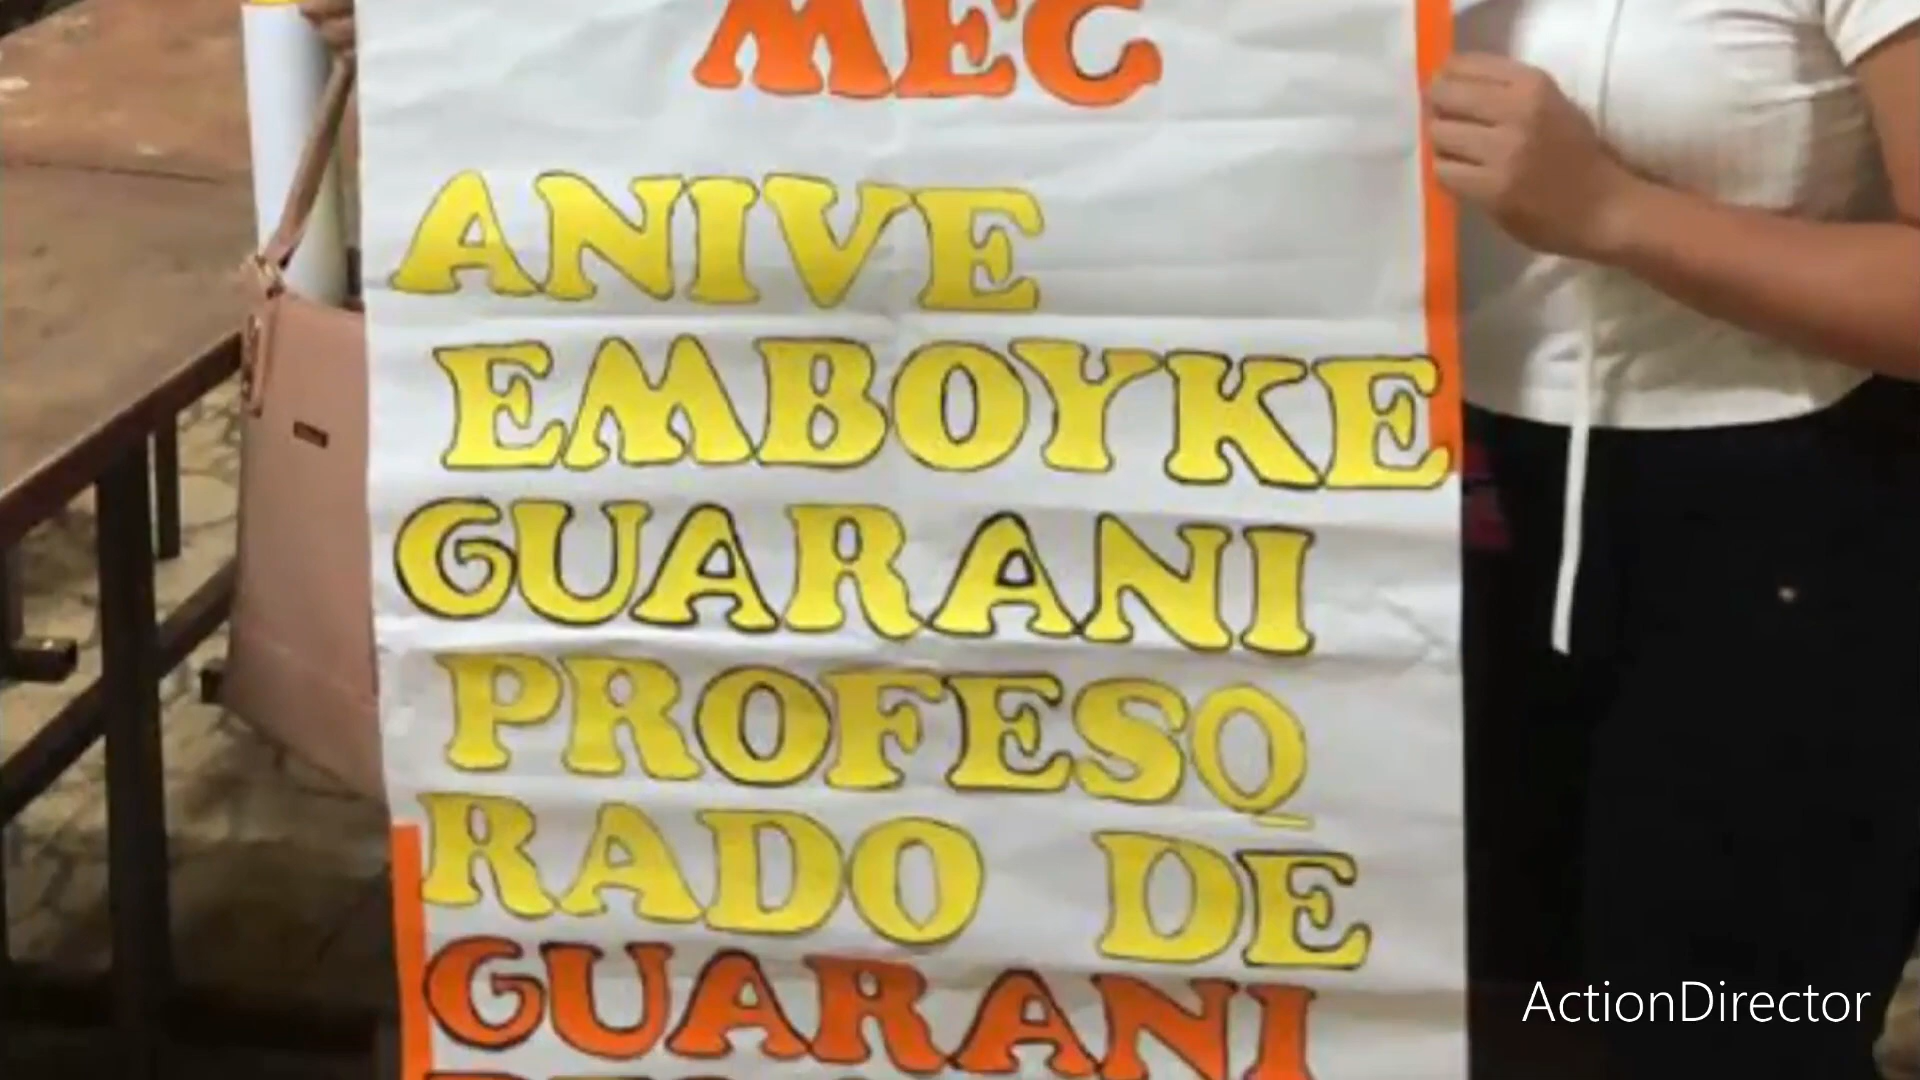 MEC
ANIVE
EMBOYKE
GUARANI
PROFESO
RADO DE
GUARANI
ActionDirector